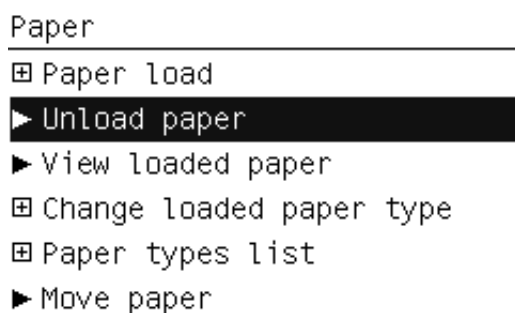 Paper
Paper load
Unload paper
View loaded paper
Change loaded paper type
Paper types list
Move paper